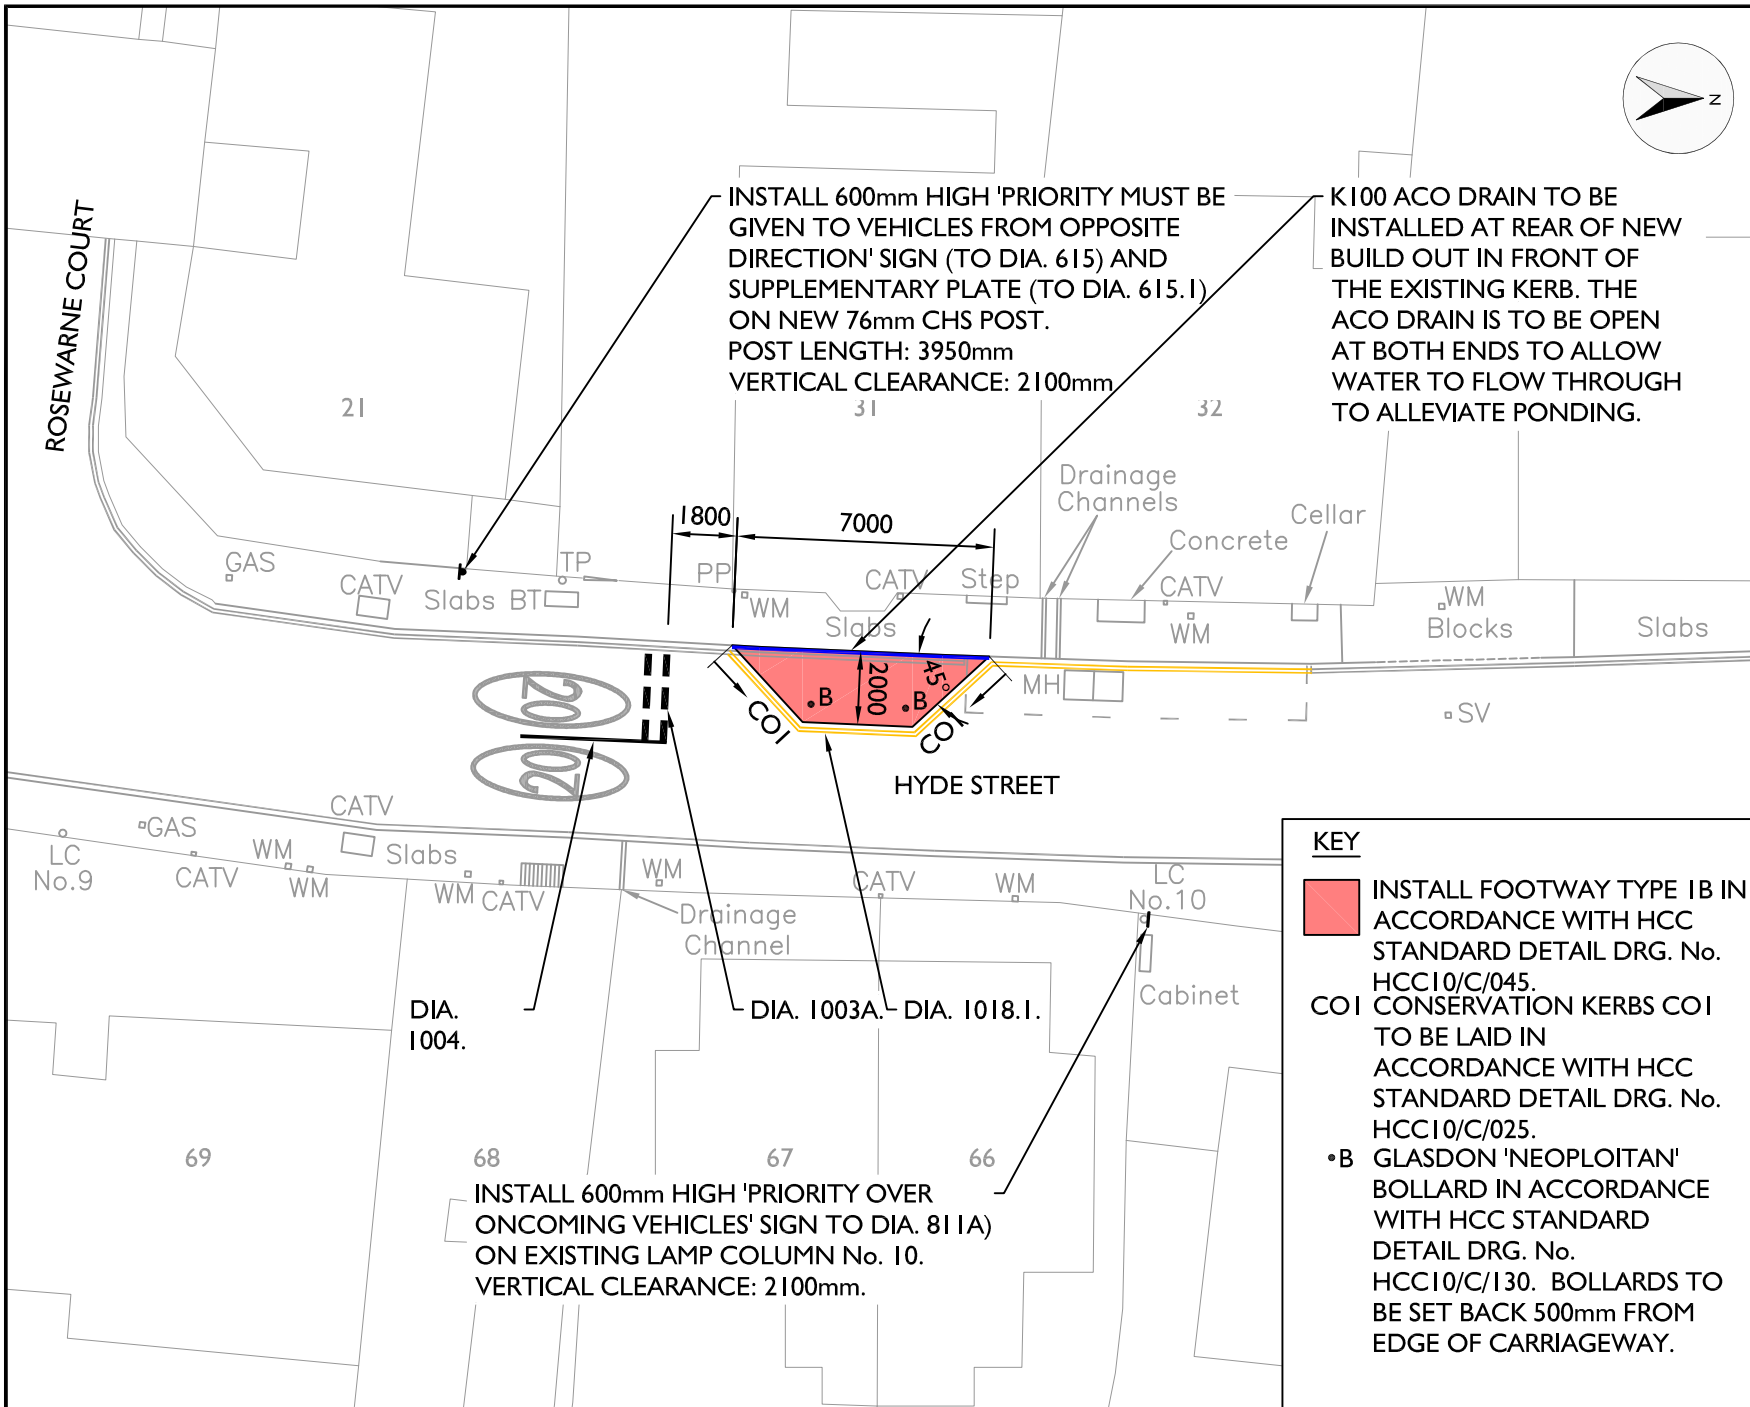 N
INSTALL 600mm HIGH 'PRIORITY MUST BE
GIVEN TO VEHICLES FROM OPPOSITE
DIRECTION' SIGN (TO DIA. 615) AND
SUPPLEMENTARY PLATE (TO DIA. 615.1)
ON NEW 76mm CHS POST.
POST LENGTH: 3950mm
VERTICAL CLEARANCE: 2100mm
K100 ACO DRAIN TO BE
INSTALLED AT REAR OF NEW
BUILD OUT IN FRONT OF
THE EXISTING KERB. THE
ACO DRAIN IS TO BE OPEN
AT BOTH ENDS TO ALLOW
WATER TO FLOW THROUGH
TO ALLEVIATE PONDING.
ROSEWARNE COURT
21
31
32
Drainage
Channels
Cellar
Concrete
1800
7000
GAS
CATV
Slabs
BT
TP
PP
WM
CATV
Step
Slabs
CATV
WM
WM
Blocks
Slabs
20
20
2000
45°
B
B
CO1
CO1
MH
SV
HYDE STREET
CATV
GAS
LC
No.9
CATV
WM
WM
Slabs
WM
CATV
WM
Drainage
Channel
CATV
WM
LC
No.10
Cabinet
DIA.
1004.
DIA. 1003A.
DIA. 1018.1.
69
68
67
66
INSTALL 600mm HIGH 'PRIORITY OVER
ONCOMING VEHICLES' SIGN TO DIA. 811A)
ON EXISTING LAMP COLUMN No. 10.
VERTICAL CLEARANCE: 2100mm.
KEY
INSTALL FOOTWAY TYPE 1B IN
ACCORDANCE WITH HCC
STANDARD DETAIL DRG. No.
HCC10/C/045.
CO1 CONSERVATION KERBS CO1
TO BE LAID IN
ACCORDANCE WITH HCC
STANDARD DETAIL DRG. No.
HCC10/C/025.
B GLASDON 'NEOPLOITAN'
BOLLARD IN ACCORDANCE
WITH HCC STANDARD
DETAIL DRG. No.
HCC10/C/130. BOLLARDS TO
BE SET BACK 500mm FROM
EDGE OF CARRIAGEWAY.